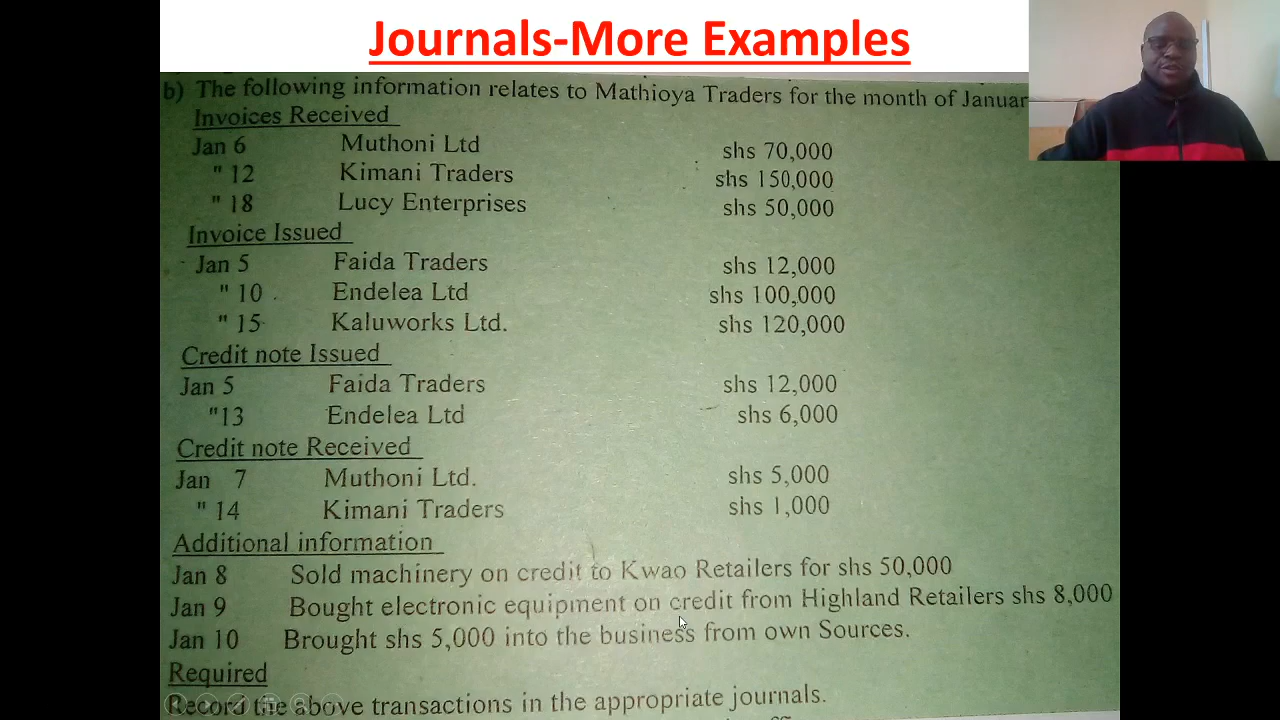 Journals-More Examples
b) The following information relates to Mathioya Traders for the month of Januar
Invoices Received
Jan 6 Muthoni Ltd shs 70,000
" 12 Kimani Traders shs 150,000
" 18 Lucy Enterprises shs 50,000
Invoice Issued
Jan 5 Faida Traders shs 12,000
" 10 Endelea Ltd shs 100,000
" 15 Kaluworks Ltd. shs 120,000
Credit note Issued
Jan 5 Faida Traders shs 12,000
"13 Endelea Ltd shs 6,000
Credit note Received
Jan 7 Muthoni Ltd. shs 5,000
" 14 Kimani Traders shs 1,000
Additional information
Jan 8 Sold machinery on credit to Kwao Retailers for shs 50,000
Jan 9 Bought electronic equipment on credit from Highland Retailers shs 8,000
Jan 10 Brought shs 5,000 into the business from own Sources.
Required
Record the above transactions in the appropriate journals.